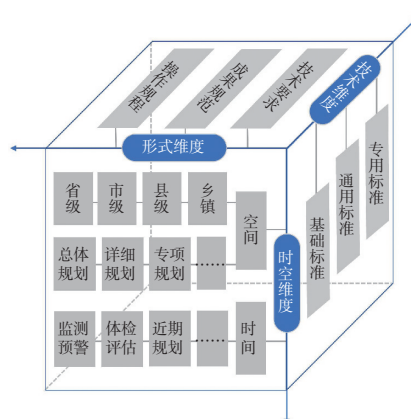 操作规程
成果规范
技术要求
技术维度
形式维度
专用标准
通用标准
基础标准
时空维度
省级
市级
县级
乡镇
空间
总体
规划
详细
规划
专项
规划
……
监测
预警
体检
评估
近期
规划
……
时间